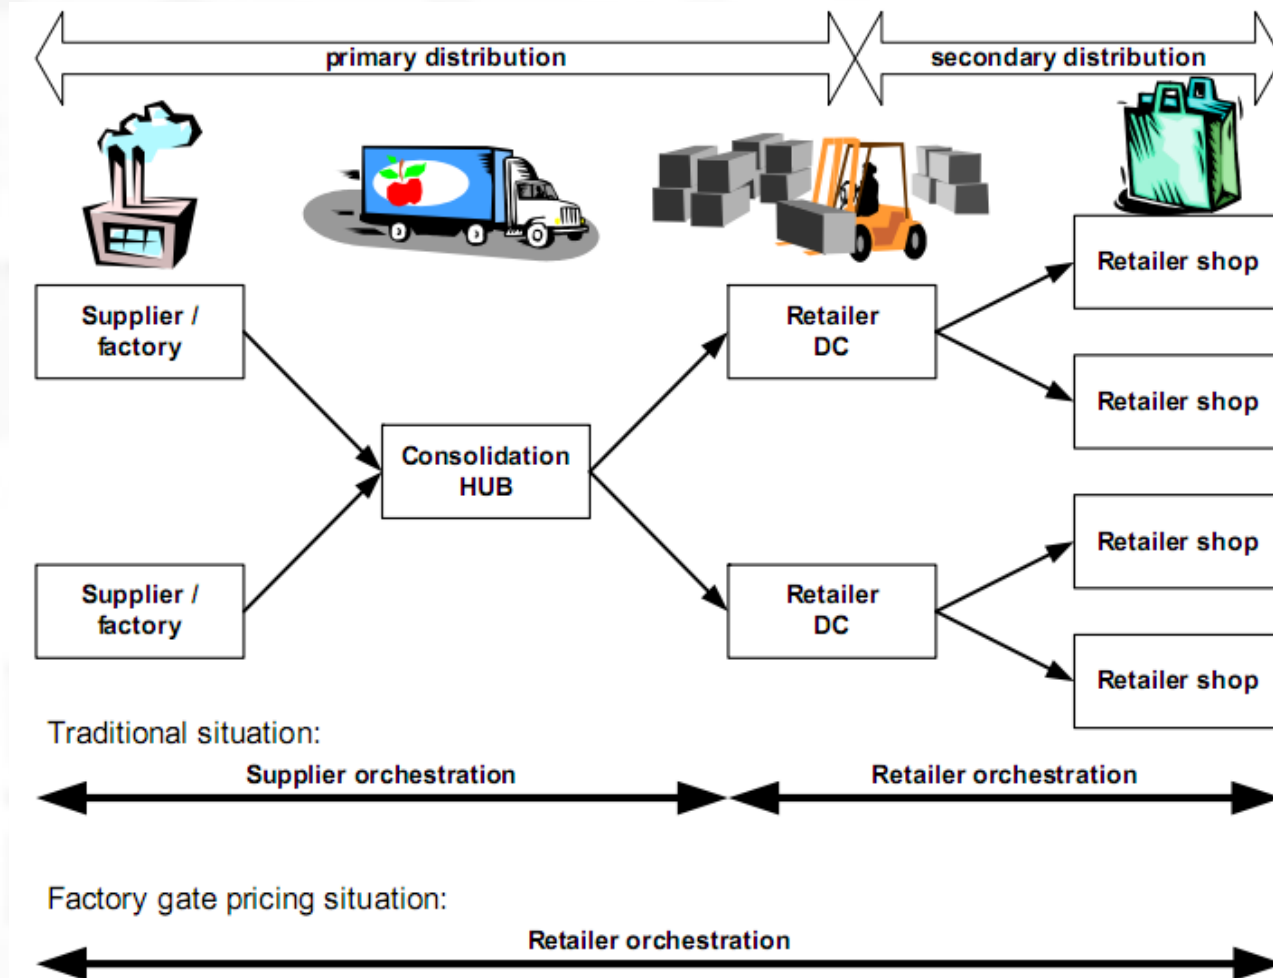 primary distribution
secondary distribution
Supplier /
factory
Consolidation
HUB
Retailer
DC
Retailer shop
Retailer shop
Supplier /
factory
Retailer
DC
Retailer shop
Retailer shop
Traditional situation:
Supplier orchestration
Retailer orchestration
Factory gate pricing situation:
Retailer orchestration